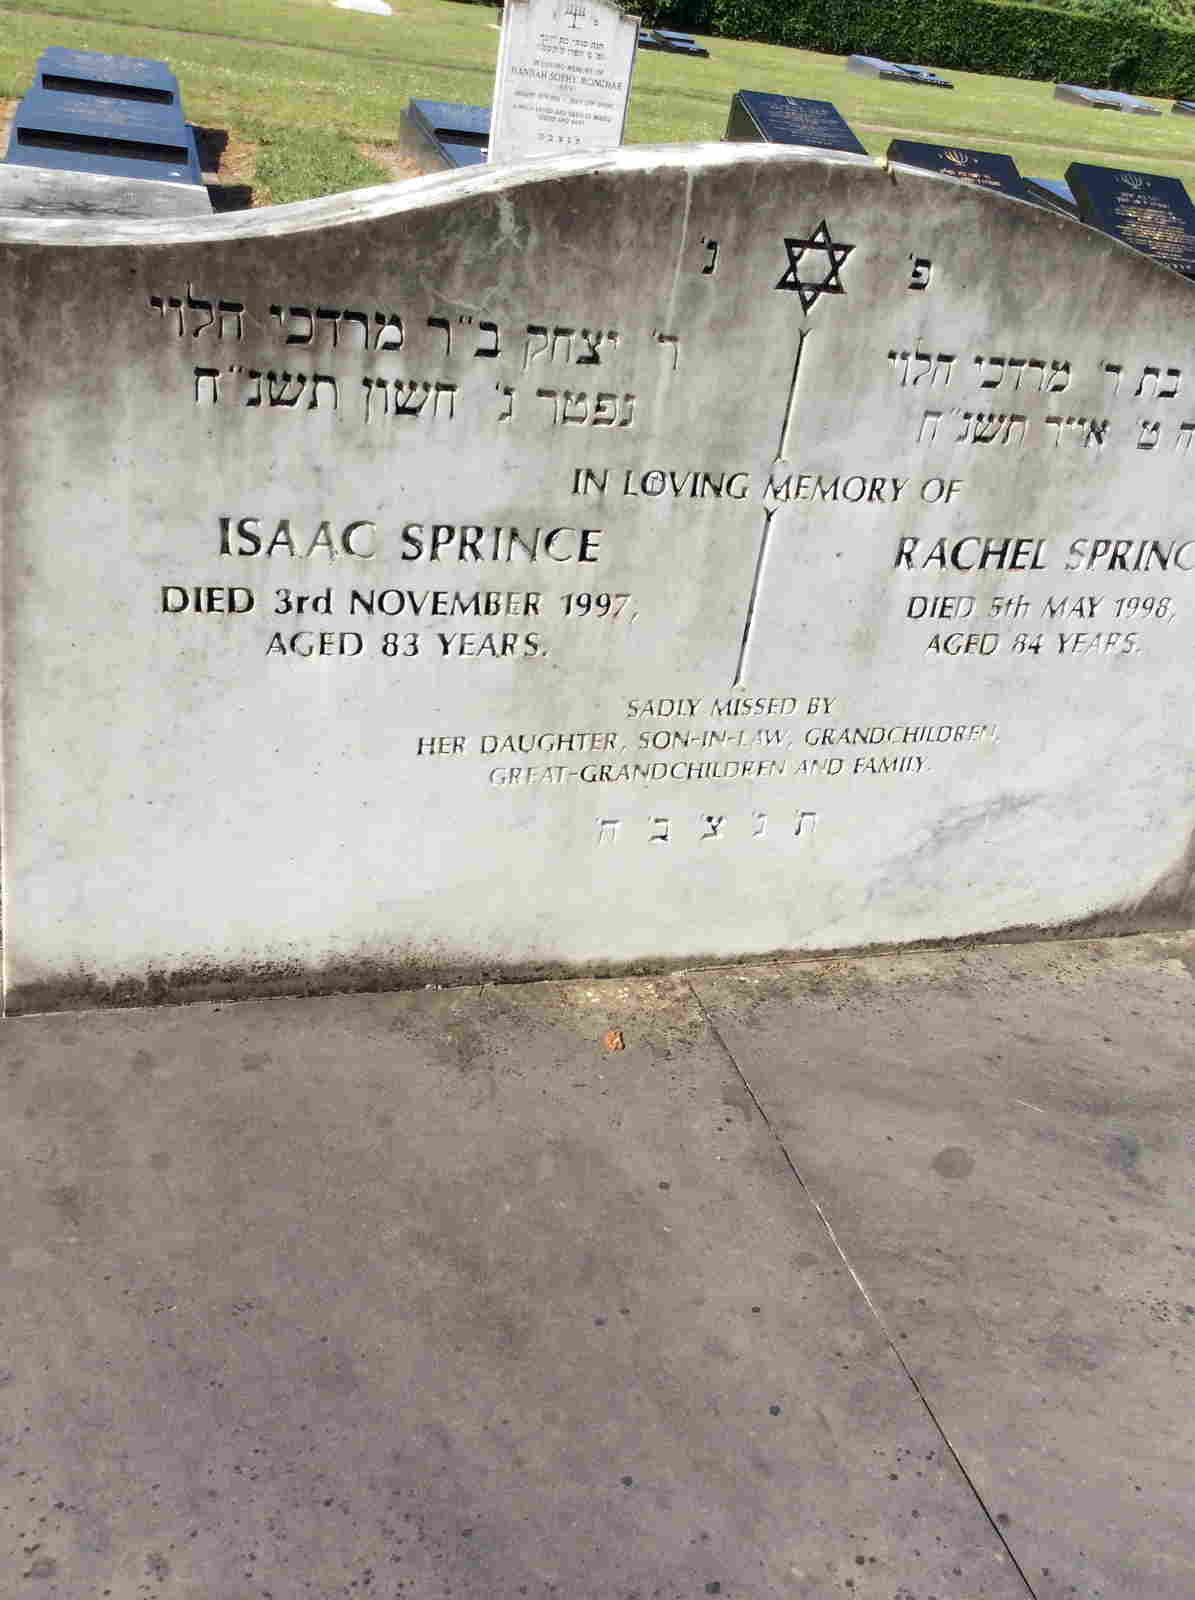 פ' נ'
ר' יצחק ב"ר מרדכי הלוי
נפטר ג' חשון תשנ"ח
בת ר' מרדכי הלוי
ה ט' אייר תשנ"ח
IN LOVING MEMORY OF
ISAAC SPRINCE
DIED 3rd NOVEMBER 1997,
AGED 83 YEARS.
RACHEL SPRINC
DIED 5th MAY 1998,
AGED 84 YEARS.
SADLY MISSED BY
HER DAUGHTER, SON-IN-LAW, GRANDCHILDREN,
GREAT-GRANDCHILDREN AND FAMILY.
ת' נ' צ' ב' ה'
IN LOVING MEMORY OF
HANNAH SOPHY